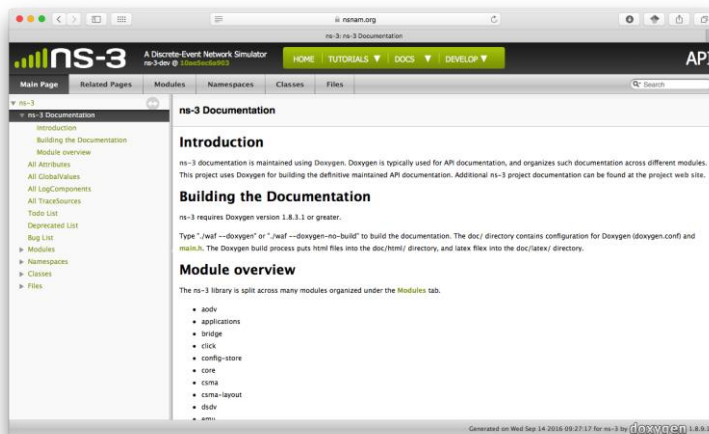 nsnam.org
ns-3: ns-3 Documentation
ns-3
A Discrete-Event Network Simulator
ns-3-dev @ 10ae5oc6a903
HOME TUTORIALS ▼ DOCS ▼ DEVELOP ▼
API
Main Page Related Pages Modules Namespaces Classes Files
Search
ns-3
ns-3 Documentation
Introduction
Building the Documentation
Module overview
All Attributes
All GlobalValues
All LogComponents
All TraceSources
Todo List
Deprecated List
Bug List
Modules
Namespaces
Classes
Files
ns-3 Documentation
Introduction
ns-3 documentation is maintained using Doxygen. Doxygen is typically used for API documentation, and organizes such documentation across different modules.
This project uses Doxygen for building the definitive maintained API documentation. Additional ns-3 project documentation can be found at the project web site.
Building the Documentation
ns-3 requires Doxygen version 1.8.3.1 or greater.
Type "./waf --doxygen" or "./waf --doxygen-no-build" to build the documentation. The doc/ directory contains configuration for Doxygen (doxygen.conf) and
main.h. The Doxygen build process puts html files into the doc/html/ directory, and latex filex into the doc/latex/ directory.
Module overview
The ns-3 library is split across many modules organized under the Modules tab.
• aodv
• applications
• bridge
• click
• config-store
• core
• csma
• csma-layout
• dsdv
• emu
Generated on Wed Sep 14 2016 09:27:17 for ns-3 by doxygen 1.8.9.1